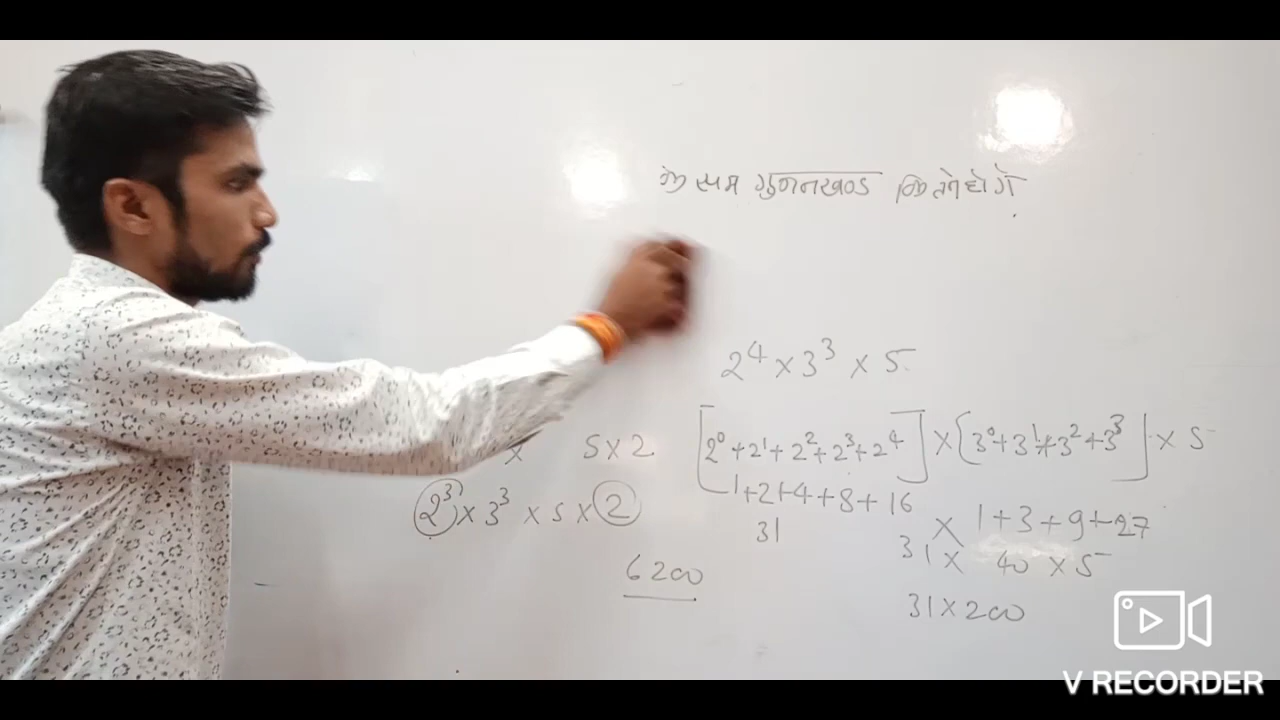 के सम गुणनखण्ड कितने होगें
2⁴ × 3³ × 5
× 5×2 [2⁰+2¹+2²+2³+2⁴] × [3⁰+3¹+3²+3³] × 5
1+2+4+8+16
2³ × 3³ × 5 × 2
31
× 1+3+9+27
31 × 40 × 5
6200
31×200
V RECORDER